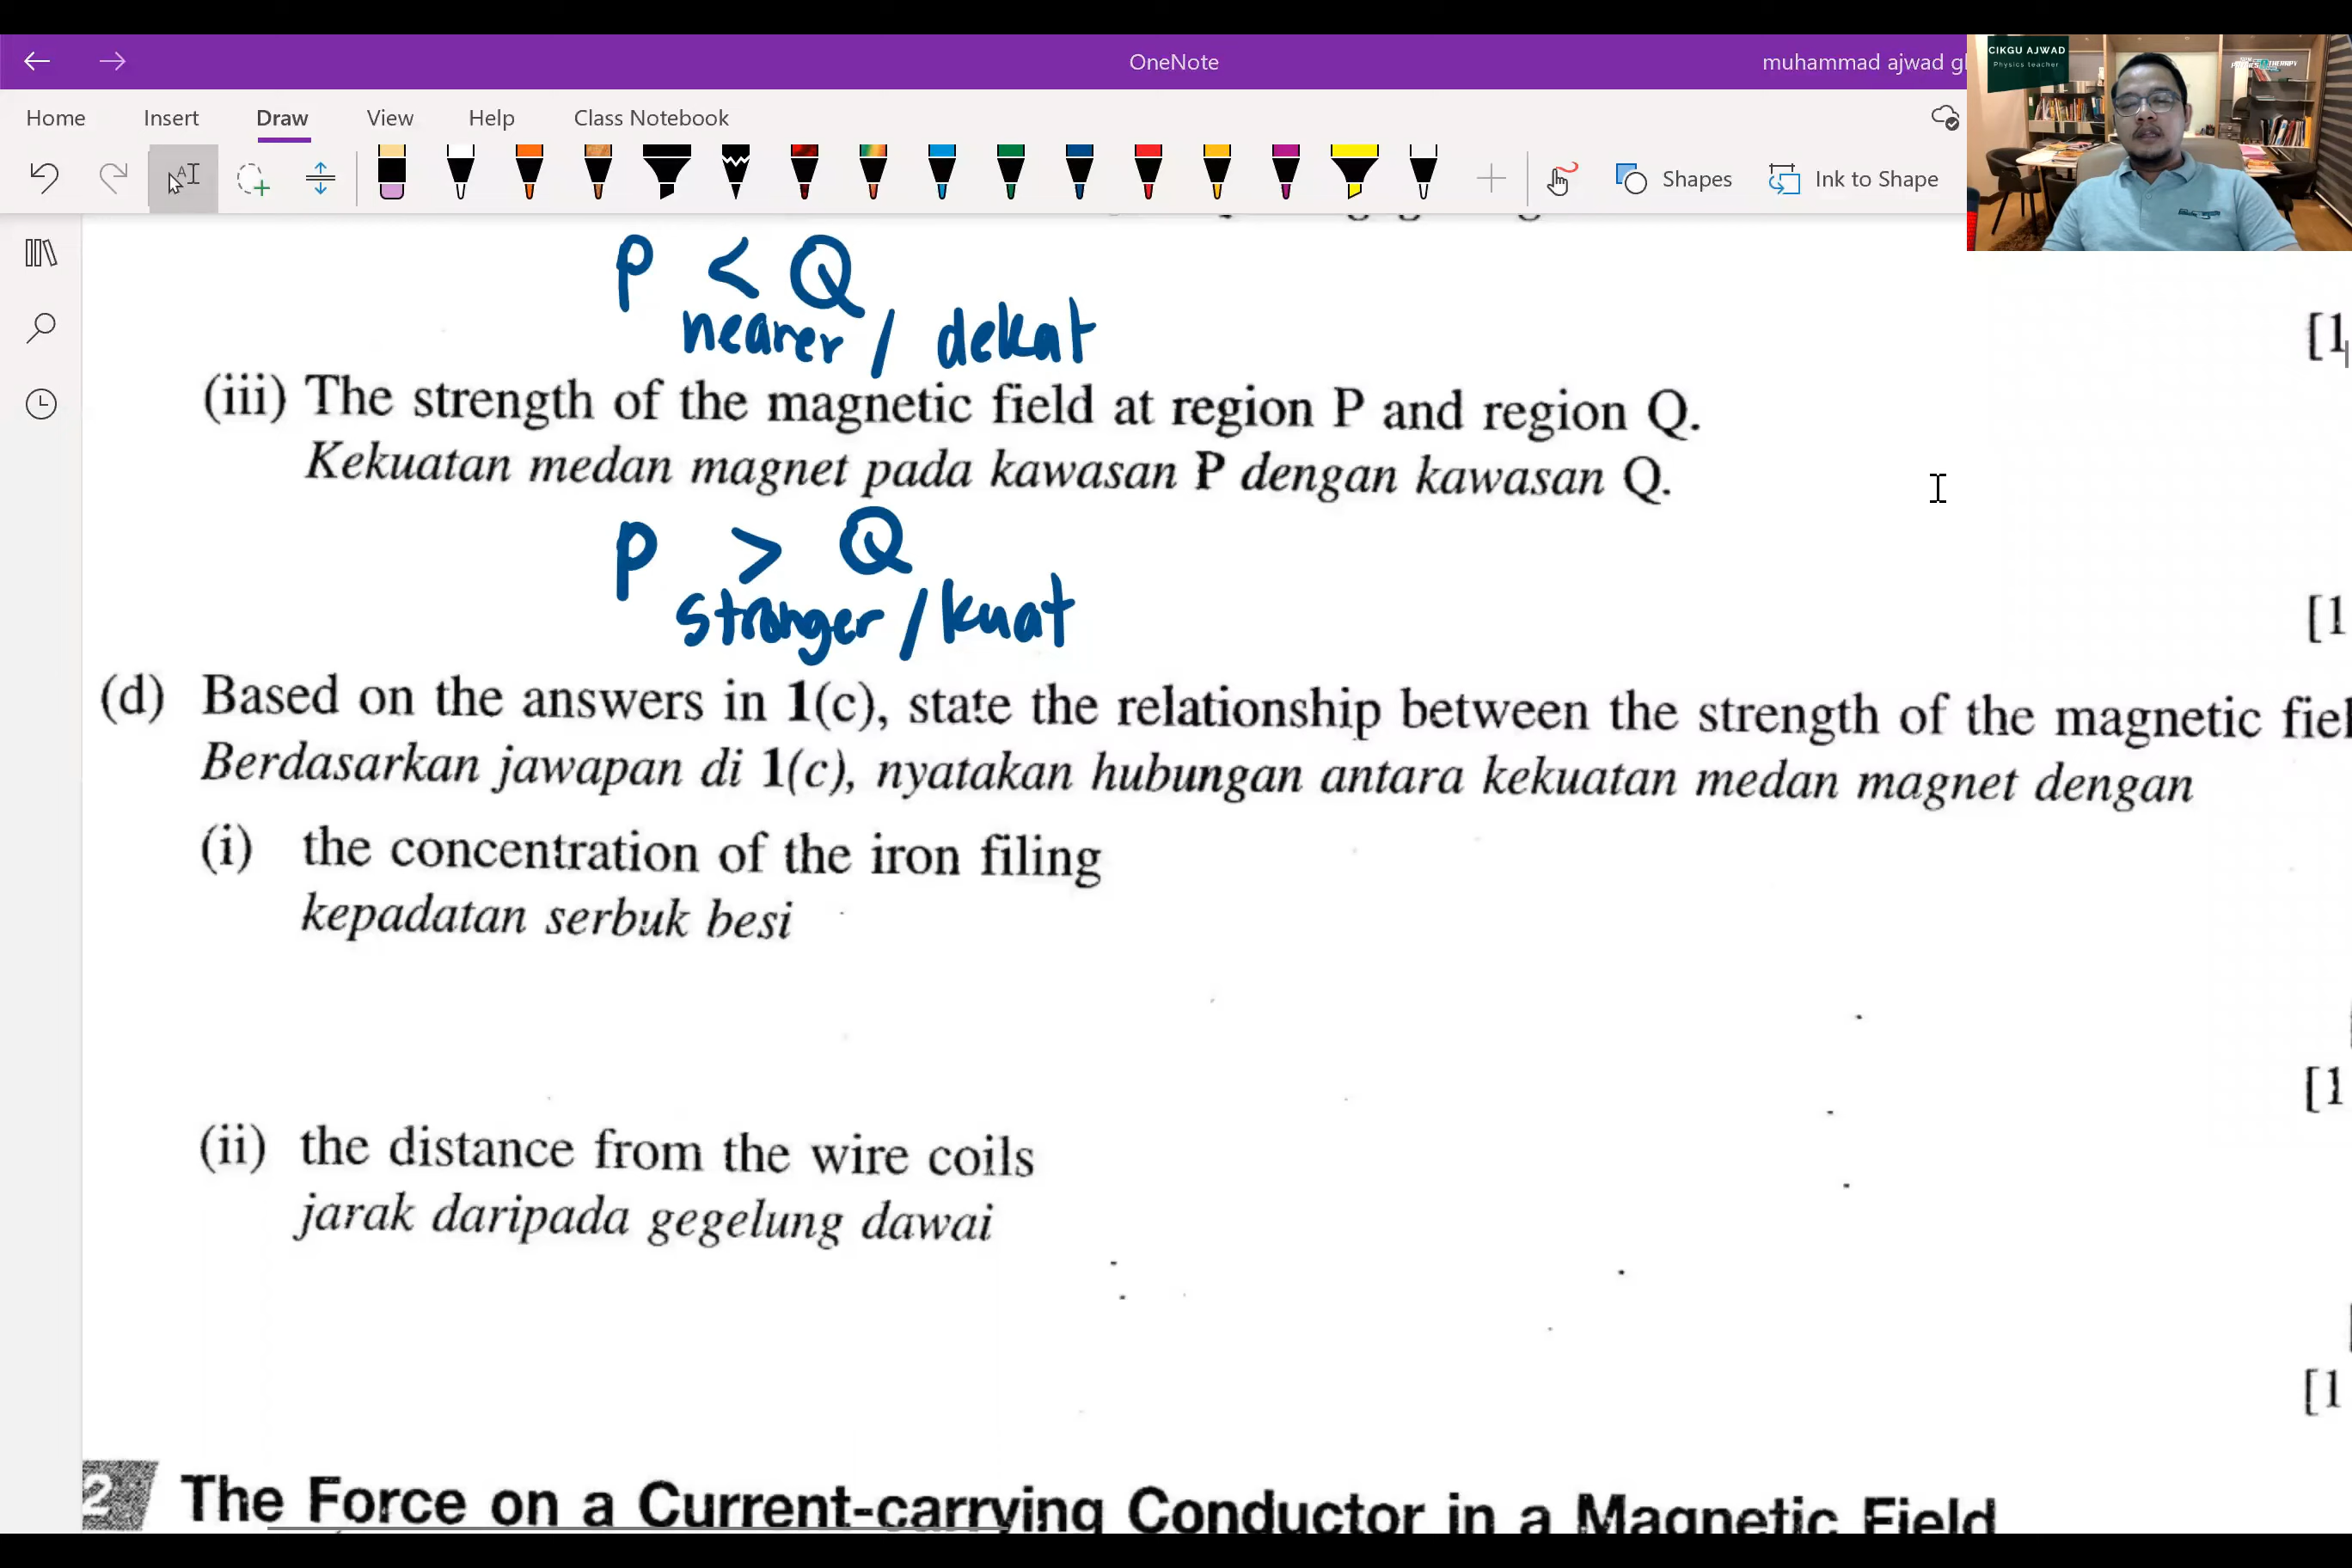 OneNote
muhammad ajwad gl
CIKGU AJWAD
Physics teacher
Home Insert Draw View Help Class Notebook
Shapes Ink to Shape
P < Q
nearer / dekat
[1
(iii) The strength of the magnetic field at region P and region Q.
Kekuatan medan magnet pada kawasan P dengan kawasan Q.
P > Q
stronger / kuat
[1
(d) Based on the answers in 1(c), state the relationship between the strength of the magnetic fiel
Berdasarkan jawapan di 1(c), nyatakan hubungan antara kekuatan medan magnet dengan
(i) the concentration of the iron filing
kepadatan serbuk besi
[1
(ii) the distance from the wire coils
jarak daripada gegelung dawai
[1
2 The Force on a Current-carrying Conductor in a Magnetic Field